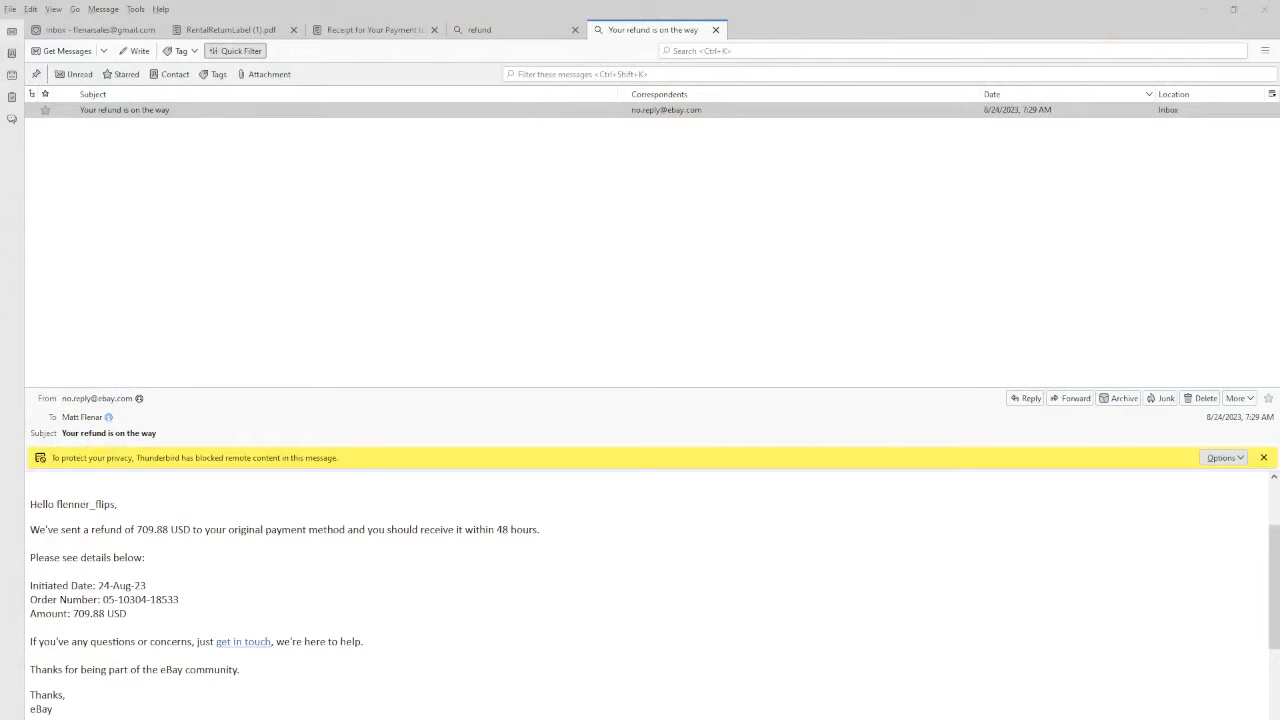 File Edit View Go Message Tools Help
Inbox - flenarsales@gmail.com
RentalReturnLabel (1).pdf
Receipt for Your Payment t
refund
Your refund is on the way
Get Messages Write Tag Quick Filter Search <Ctrl+K>
Unread Starred Contact Tags Attachment Filter these messages <Ctrl+Shift+K>
Subject Correspondents Date Location
Your refund is on the way no.reply@ebay.com 8/24/2023, 7:29 AM Inbox
From no.reply@ebay.com Reply Forward Archive Junk Delete More
To Matt Flenar 8/24/2023, 7:29 AM
Subject Your refund is on the way
To protect your privacy, Thunderbird has blocked remote content in this message. Options
Hello flenner_flips,
We've sent a refund of 709.88 USD to your original payment method and you should receive it within 48 hours.
Please see details below:
Initiated Date: 24-Aug-23
Order Number: 05-10304-18533
Amount: 709.88 USD
If you've any questions or concerns, just get in touch, we're here to help.
Thanks for being part of the eBay community.
Thanks,
eBay